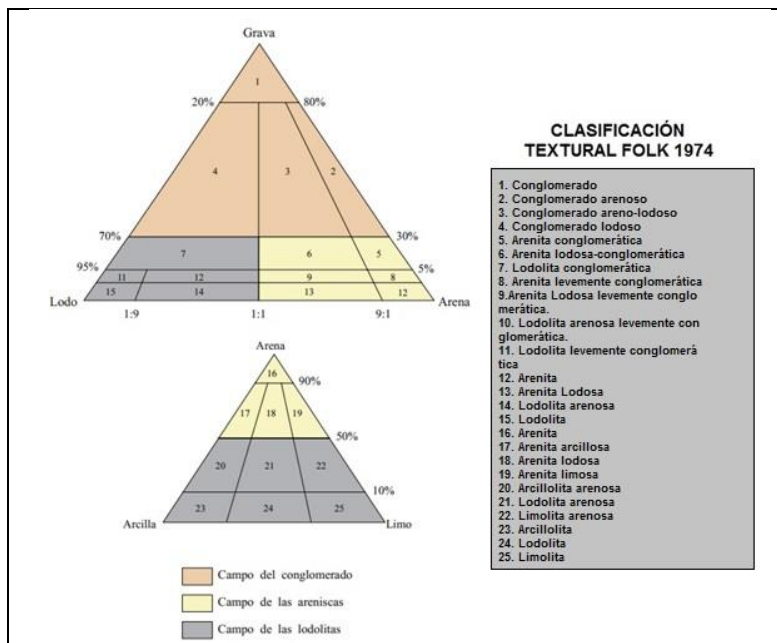 Grava
1
20%
80%
4
3
2
70%
30%
7
6
5
95%
5%
11
12
9
8
15
14
13
12
Lodo
Arena
1:9
1:1
9:1
Arena
16
90%
17
18
19
50%
20
21
22
10%
23
24
25
Arcilla
Limo
Campo del conglomerado
Campo de las areniscas
Campo de las lodolitas
CLASIFICACIÓN
TEXTURAL FOLK 1974
1. Conglomerado
2. Conglomerado arenoso
3. Conglomerado areno-lodoso
4. Conglomerado lodoso
5. Arenita conglomerática
6. Arenita lodosa-conglomerática
7. Lodolita conglomerática
8. Arenita levemente conglomerática
9.Arenita Lodosa levemente conglo
merática.
10. Lodolita arenosa levemente con
glomerática.
11. Lodolita levemente conglomerá
tica
12. Arenita
13. Arenita Lodosa
14. Lodolita arenosa
15. Lodolita
16. Arenita
17. Arenita arcillosa
18. Arenita lodosa
19. Arenita limosa
20. Arcillolita arenosa
21. Lodolita arenosa
22. Limolita arenosa
23. Arcillolita
24. Lodolita
25. Limolita